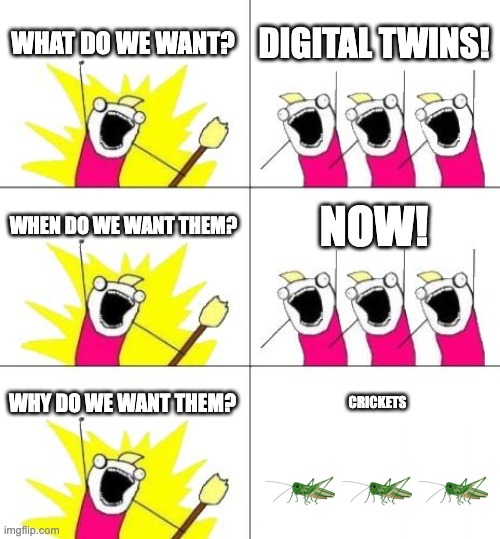 WHAT DO WE WANT?
DIGITAL TWINS!
WHEN DO WE WANT THEM?
NOW!
WHY DO WE WANT THEM?
CRICKETS
imgflip.com